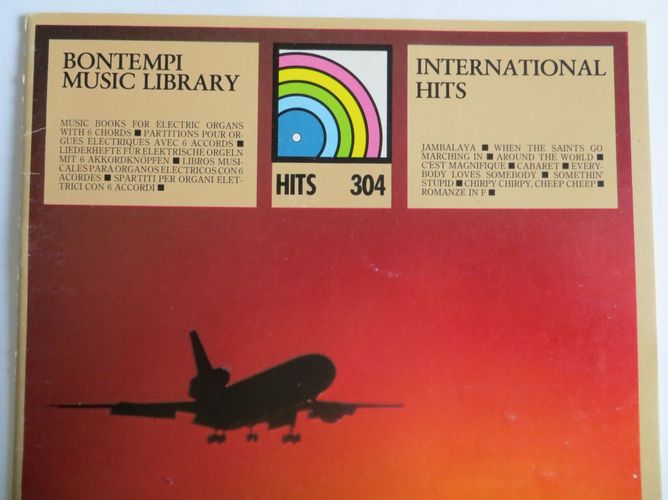 BONTEMPI
MUSIC LIBRARY
MUSIC BOOKS FOR ELECTRIC ORGANS
WITH 6 CHORDS ■ PARTITIONS POUR OR-
GUES ELECTRIQUES AVEC 6 ACCORDS ■
LIEDERHEFTE FÜR ELEKTRISCHE ORGELN
MIT 6 AKKORDKNÖPFEN ■ LIBROS MUSI-
CALES PARA ORGANOS ELECTRICOS CON 6
ACORDES ■ SPARTITI PER ORGANI ELET-
TRICI CON 6 ACCORDI ■
HITS 304
INTERNATIONAL
HITS
JAMBALAYA ■ WHEN THE SAINTS GO
MARCHING IN ■ AROUND THE WORLD ■
C'EST MAGNIFIQUE ■ CABARET ■ EVERY-
BODY LOVES SOMEBODY ■ SOMETHIN'
STUPID ■ CHIRPY CHIRPY, CHEEP CHEEP ■
ROMANZE IN F ■